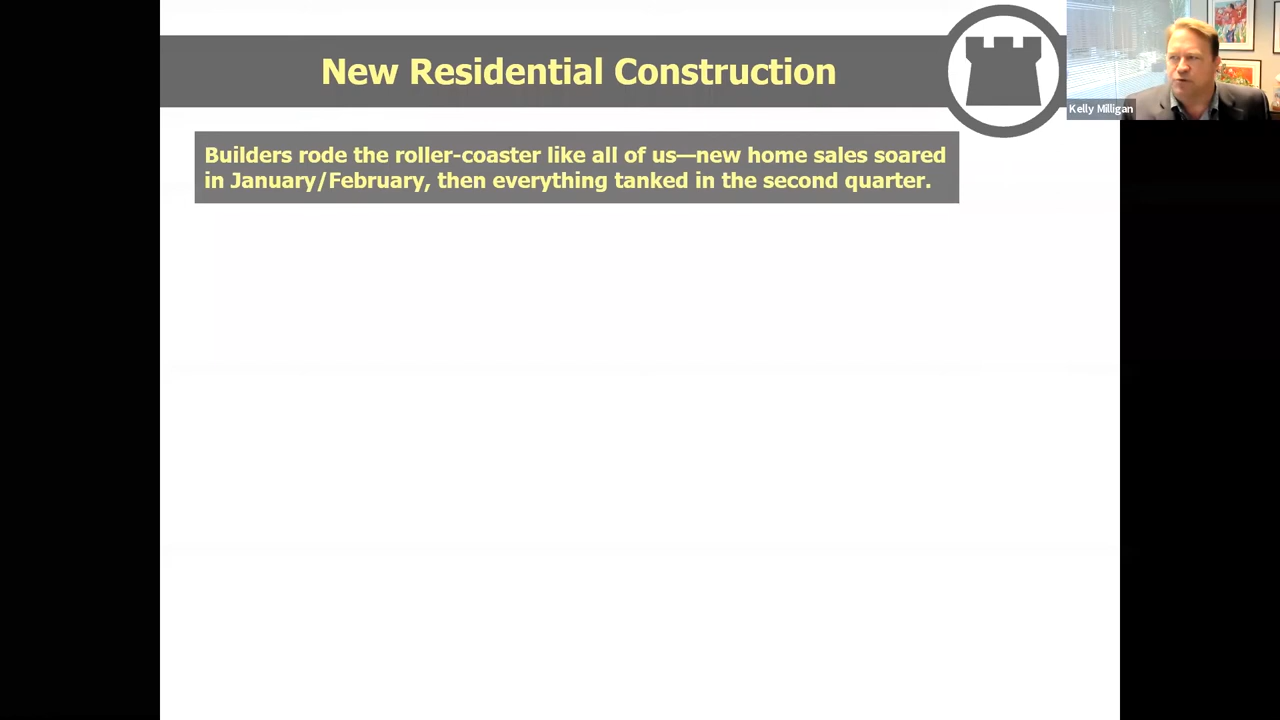 New Residential Construction
Kelly Milligan
Builders rode the roller-coaster like all of us—new home sales soared
in January/February, then everything tanked in the second quarter.